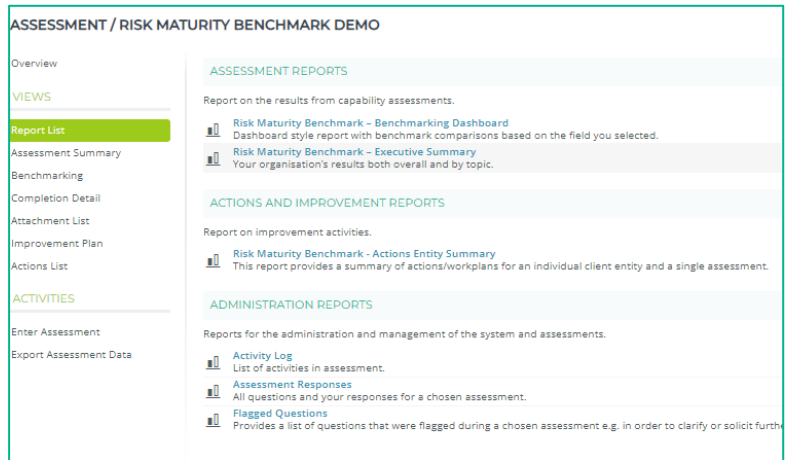 ASSESSMENT / RISK MATURITY BENCHMARK DEMO
Overview
VIEWS
Report List
Assessment Summary
Benchmarking
Completion Detail
Attachment List
Improvement Plan
Actions List
ACTIVITIES
Enter Assessment
Export Assessment Data
ASSESSMENT REPORTS
Report on the results from capability assessments.
Risk Maturity Benchmark – Benchmarking Dashboard
Dashboard style report with benchmark comparisons based on the field you selected.
Risk Maturity Benchmark – Executive Summary
Your organisation's results both overall and by topic.
ACTIONS AND IMPROVEMENT REPORTS
Report on improvement activities.
Risk Maturity Benchmark - Actions Entity Summary
This report provides a summary of actions/workplans for an individual client entity and a single assessment.
ADMINISTRATION REPORTS
Reports for the administration and management of the system and assessments.
Activity Log
List of activities in assessment.
Assessment Responses
All questions and your responses for a chosen assessment.
Flagged Questions
Provides a list of questions that were flagged during a chosen assessment e.g. in order to clarify or solicit